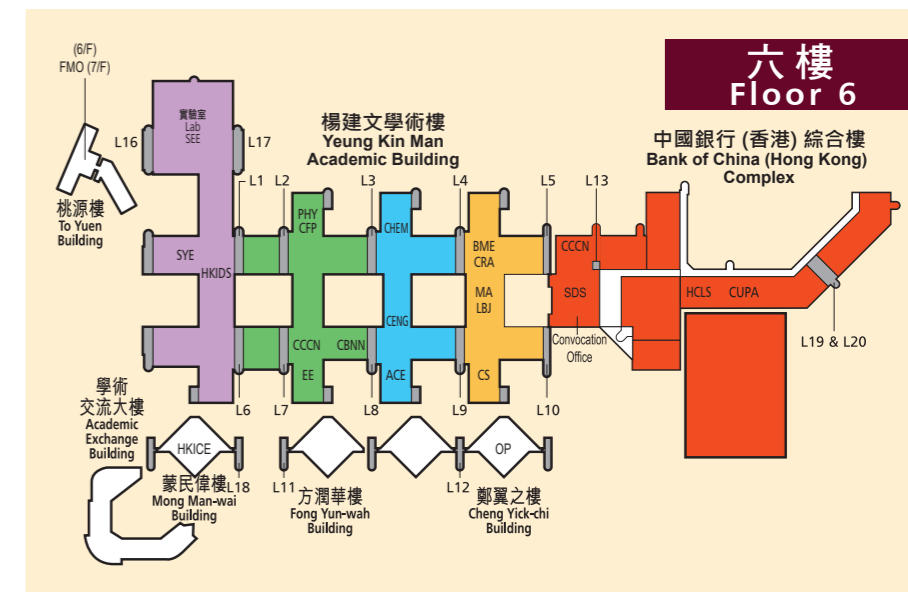 六樓
Floor 6
(6/F)
FMO (7/F)
桃源樓
To Yuen
Building
實驗室
Lab
SEE
L16
L17
楊建文學術樓
Yeung Kin Man
Academic Building
中國銀行 (香港) 綜合樓
Bank of China (Hong Kong)
Complex
L1
L2
L3
L4
L5
L13
PHY
CFP
CHEM
BME
CRA
CCCN
SYE
HKIDS
MA
LBJ
SDS
HCLS
CUPA
CENG
CCCN
CBNN
Convocation
Office
L19 & L20
EE
ACE
CS
L6
L7
L8
L9
L10
學術
交流大樓
Academic
Exchange
Building
HKICE
OP
L18
L11
L12
蒙民偉樓
Mong Man-wai
Building
方潤華樓
Fong Yun-wah
Building
鄭翼之樓
Cheng Yick-chi
Building